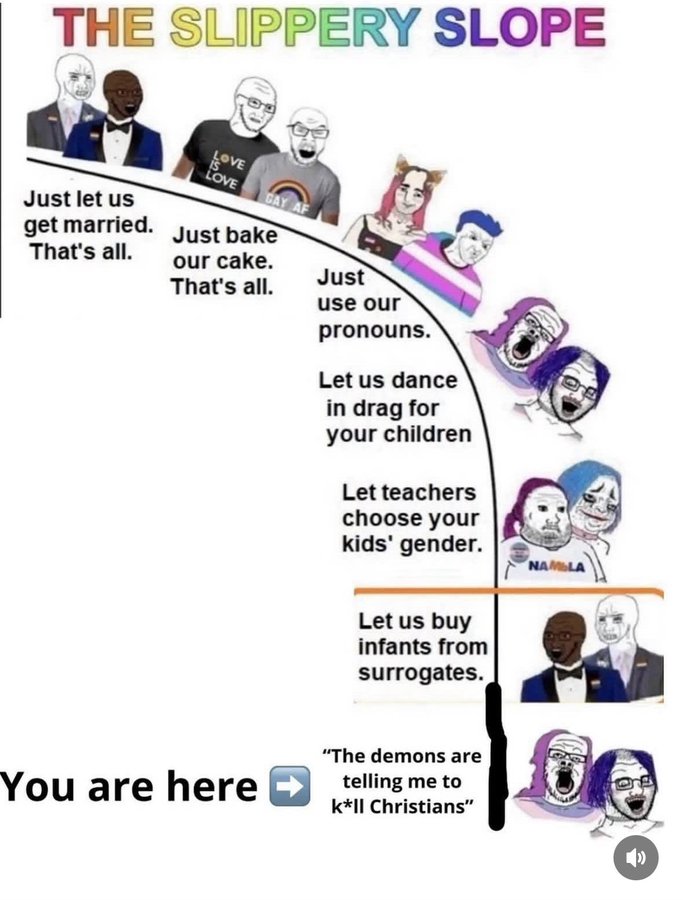 THE SLIPPERY SLOPE
LOVE
IS
LOVE
GAY AF
Just let us
get married.
That's all.
Just bake
our cake.
That's all.
Just
use our
pronouns.
Let us dance
in drag for
your children
Let teachers
choose your
kids' gender.
NAMbLA
Let us buy
infants from
surrogates.
You are here
"The demons are
telling me to
k*ll Christians"